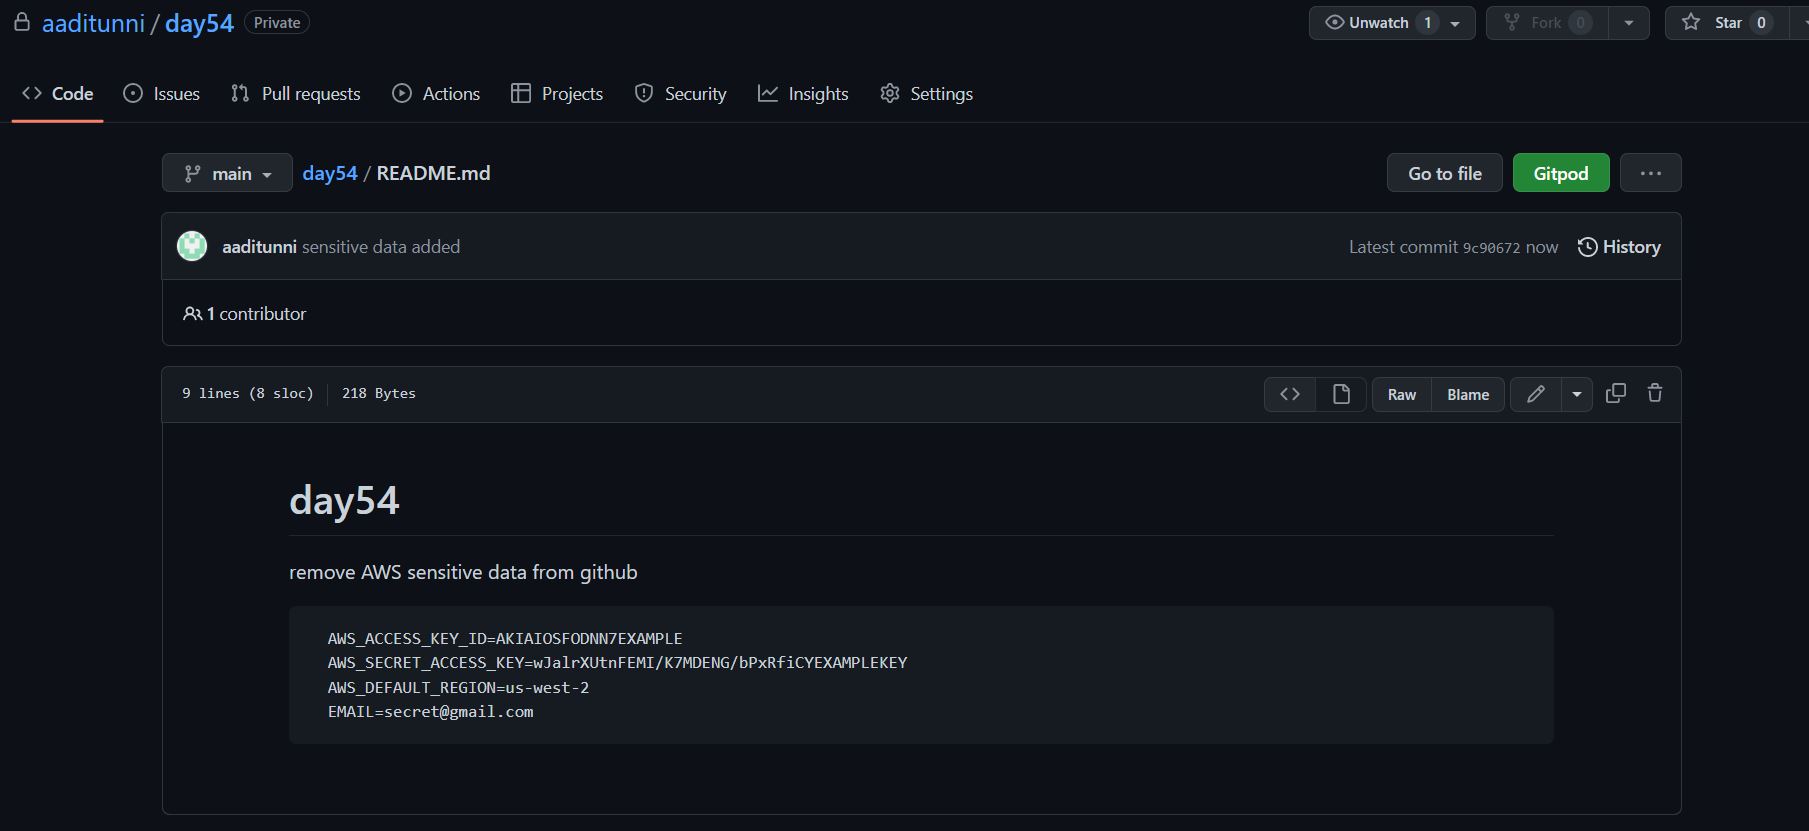 aaditunni / day54 Private Unwatch 1 Fork 0 Star 0
Code Issues Pull requests Actions Projects Security Insights Settings
main day54 / README.md Go to file Gitpod ...
aaditunni sensitive data added Latest commit 9c90672 now History
1 contributor
9 lines (8 sloc) 218 Bytes Raw Blame
day54
remove AWS sensitive data from github
AWS_ACCESS_KEY_ID=AKIAIOSFODNN7EXAMPLE
AWS_SECRET_ACCESS_KEY=wJalrXUtnFEMI/K7MDENG/bPxRfiCYEXAMPLEKEY
AWS_DEFAULT_REGION=us-west-2
EMAIL=secret@gmail.com